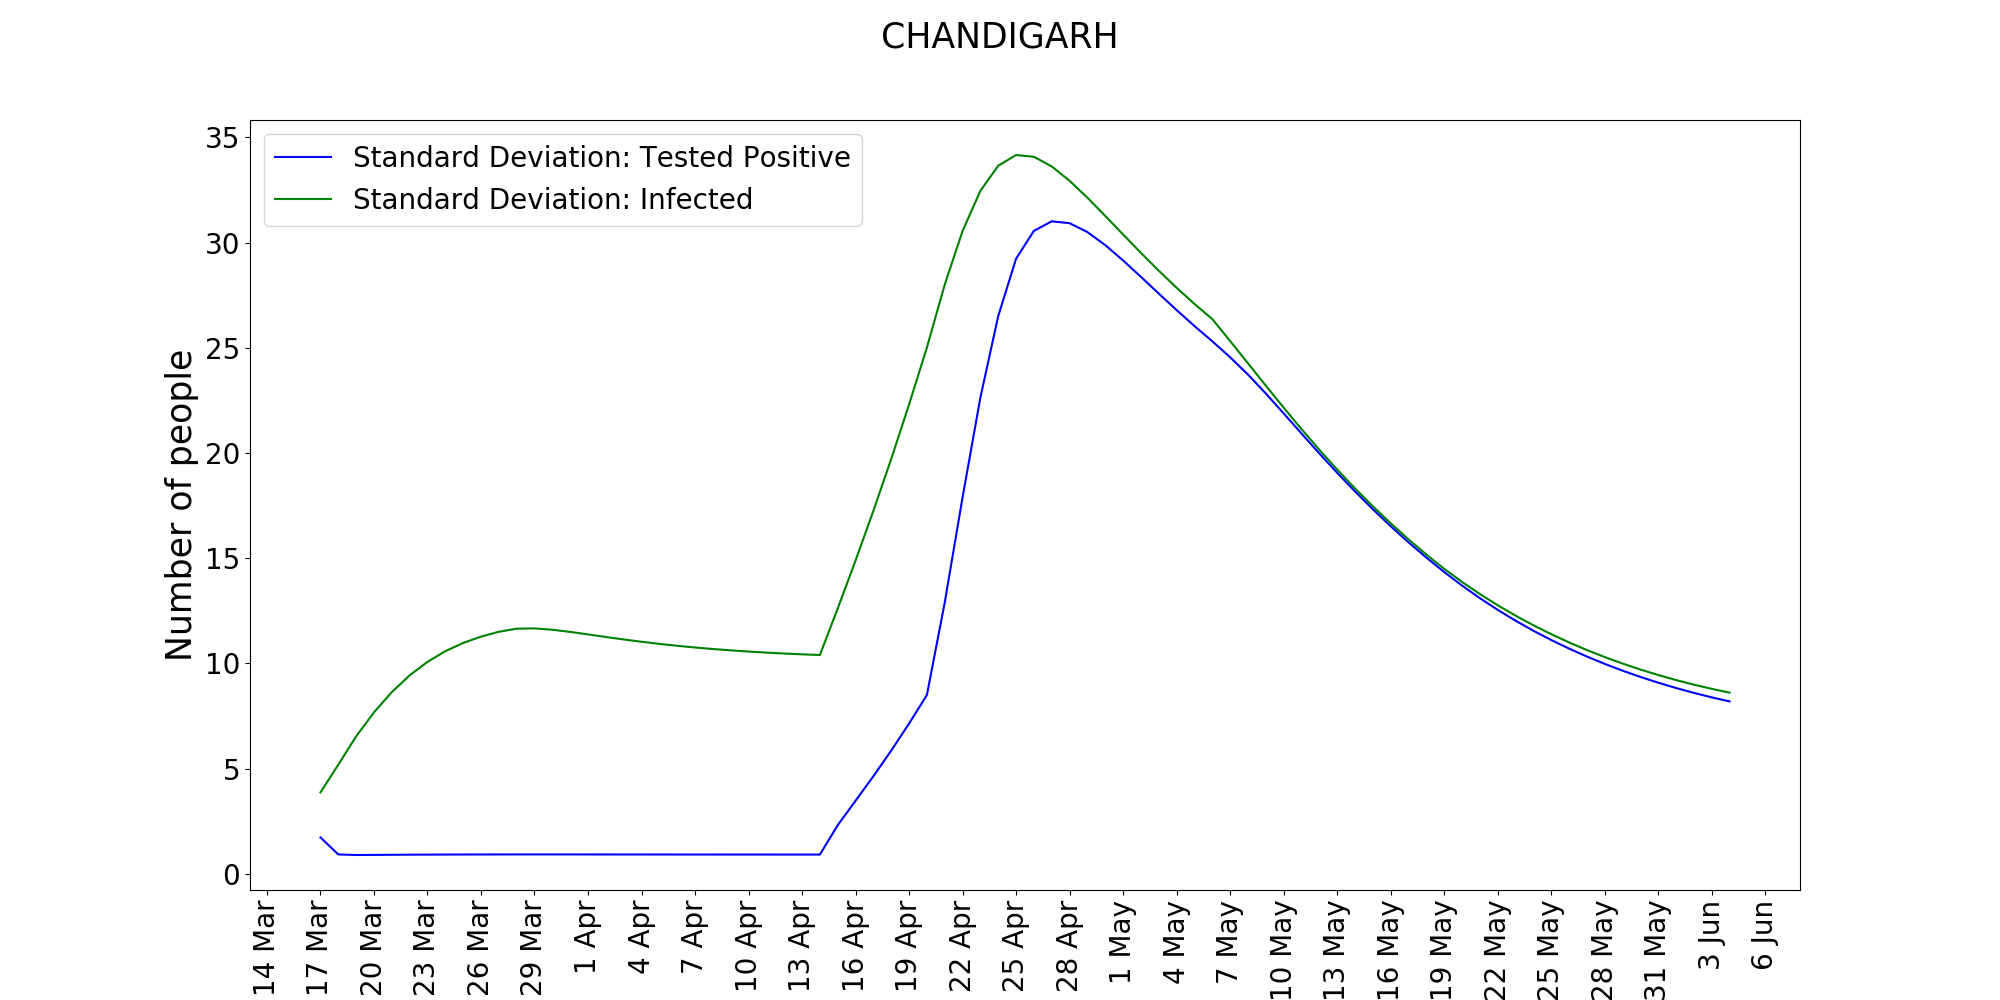 CHANDIGARH
Standard Deviation: Tested Positive
Standard Deviation: Infected
Number of people
35
30
25
20
15
10
5
0
14 Mar
17 Mar
20 Mar
23 Mar
26 Mar
29 Mar
1 Apr
4 Apr
7 Apr
10 Apr
13 Apr
16 Apr
19 Apr
22 Apr
25 Apr
28 Apr
1 May
4 May
7 May
10 May
13 May
16 May
19 May
22 May
25 May
28 May
31 May
3 Jun
6 Jun